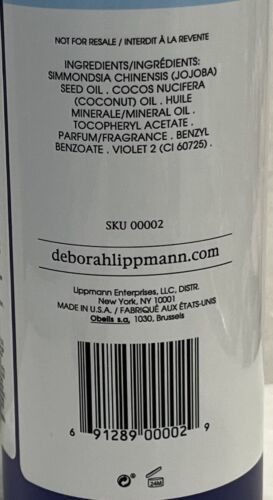 NOT FOR RESALE / INTERDIT À LA REVENTE
INGREDIENTS/INGRÉDIENTS:
SIMMONDSIA CHINENSIS (JOJOBA)
SEED OIL . COCOS NUCIFERA
(COCONUT) OIL . HUILE
MINERALE/MINERAL OIL .
TOCOPHERYL ACETATE .
PARFUM/FRAGRANCE . BENZYL
BENZOATE . VIOLET 2 (CI 60725) .
SKU 00002
deborahlippmann.com
Lippmann Enterprises, LLC, DISTR.
New York, NY 10001
MADE IN U.S.A. / FABRIQUÉ AUX ÉTATS-UNIS
Obelis s.a, 1030, Brussels
6 91289 00002 9
24M